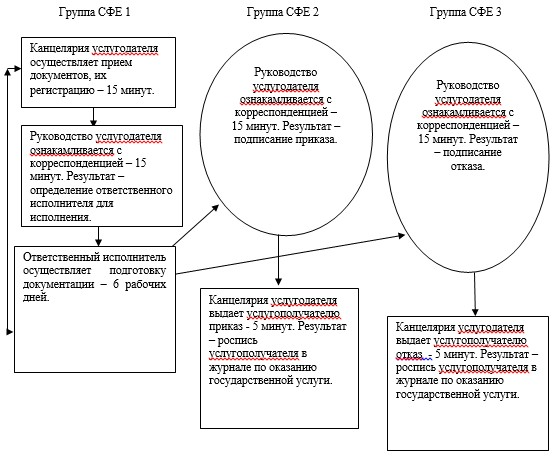 Группа СФЕ 1
Группа СФЕ 2
Группа СФЕ 3
Канцелярия услугодателя
осуществляет прием
документов, их
регистрацию – 15 минут.
Руководство услугодателя
ознакамливается с
корреспонденцией – 15
минут. Результат –
определение ответственного
исполнителя для
исполнения.
Ответственный исполнитель
осуществляет подготовку
документации – 6 рабочих
дней.
Руководство
услугодателя
ознакамливается с
корреспонденцией –
15 минут. Результат –
подписание приказа.
Канцелярия услугодателя
выдает услугополучателю
приказ - 5 минут. Результат
– роспись
услугополучателя в
журнале по оказанию
государственной услуги.
Руководство
услугодателя
ознакамливается с
корреспонденцией –
15 минут. Результат
– подписание
отказа.
Канцелярия услугодателя
выдает услугополучателю
отказ - 5 минут. Результат –
роспись услугополучателя в
журнале по оказанию
государственной услуги.